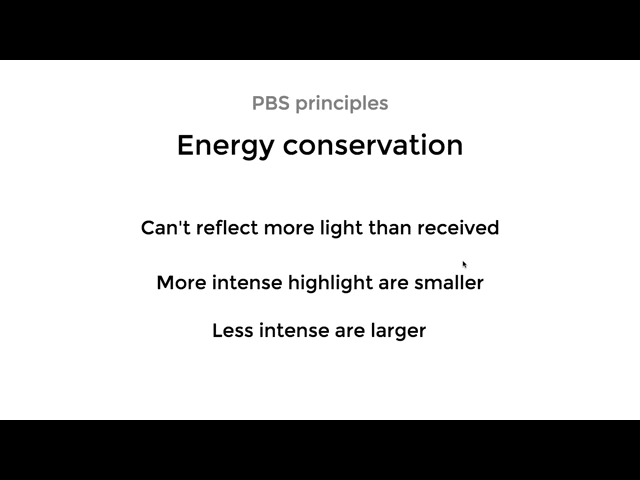 PBS principles
Energy conservation
Can't reflect more light than received
More intense highlight are smaller
Less intense are larger